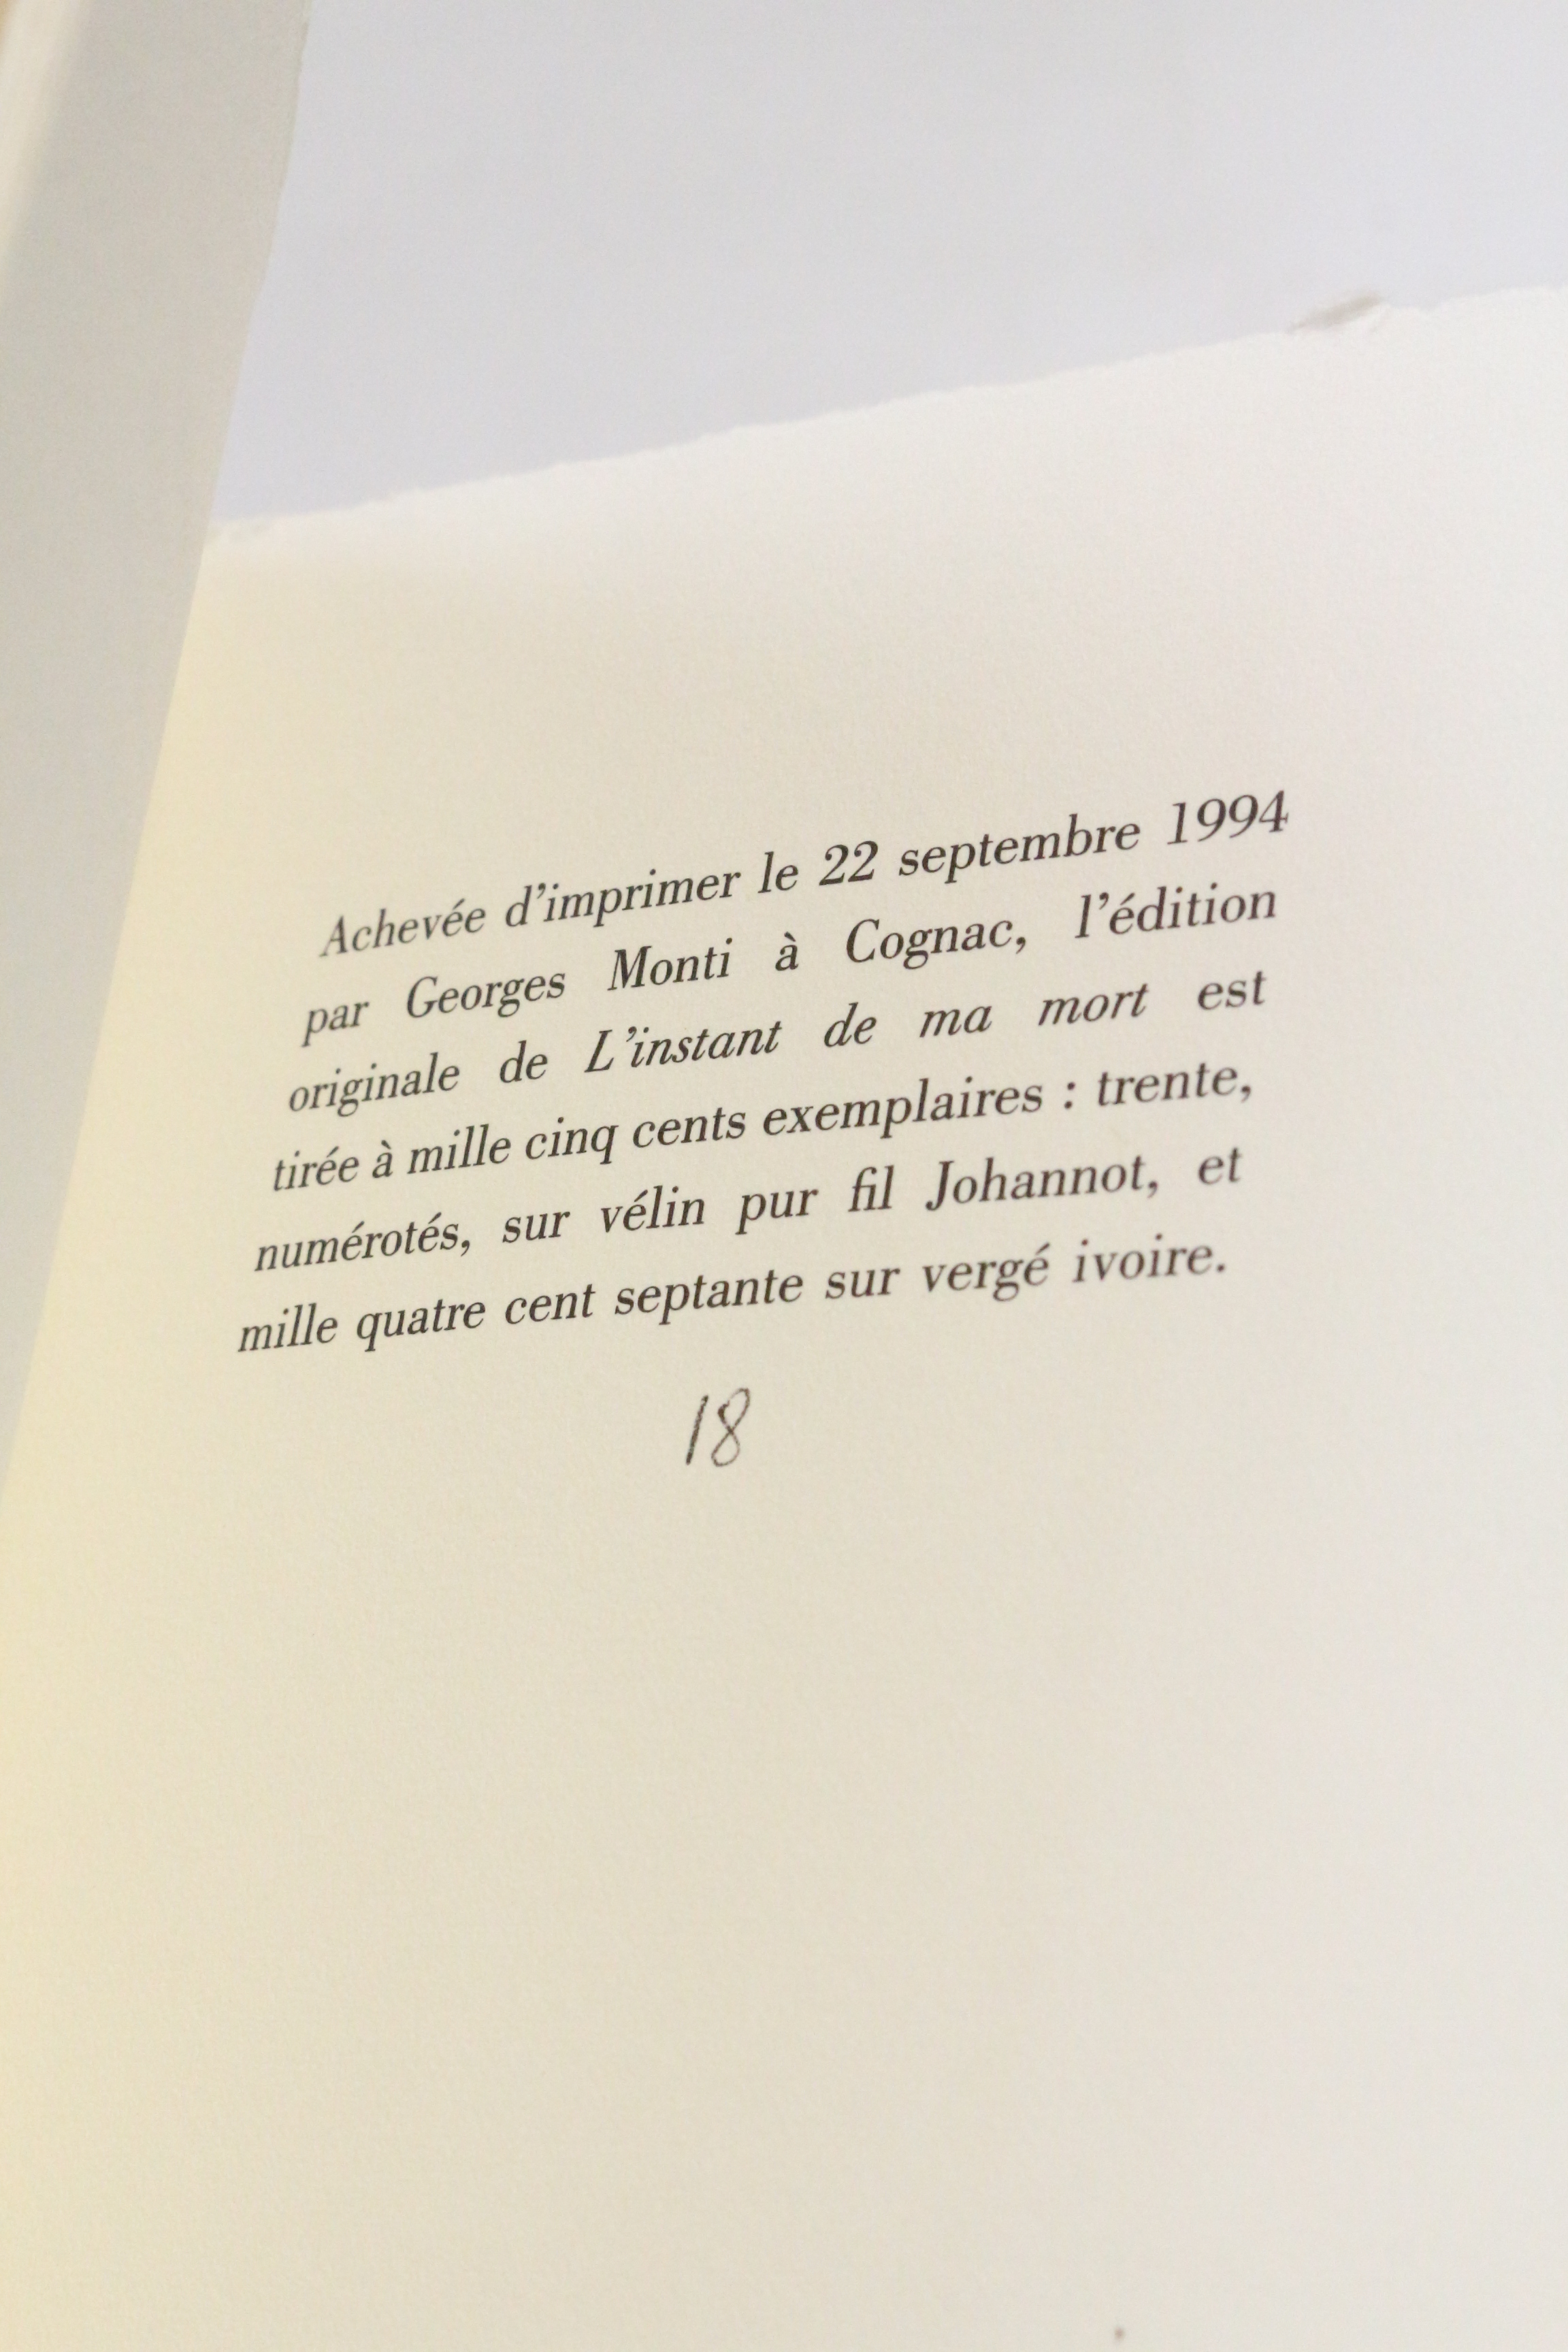 Achevée d'imprimer le 22 septembre 1994
par Georges Monti à Cognac, l'édition
originale de L'instant de ma mort est
tirée à mille cinq cents exemplaires : trente,
numérotés, sur vélin pur fil Johannot, et
mille quatre cent septante sur vergé ivoire.
18